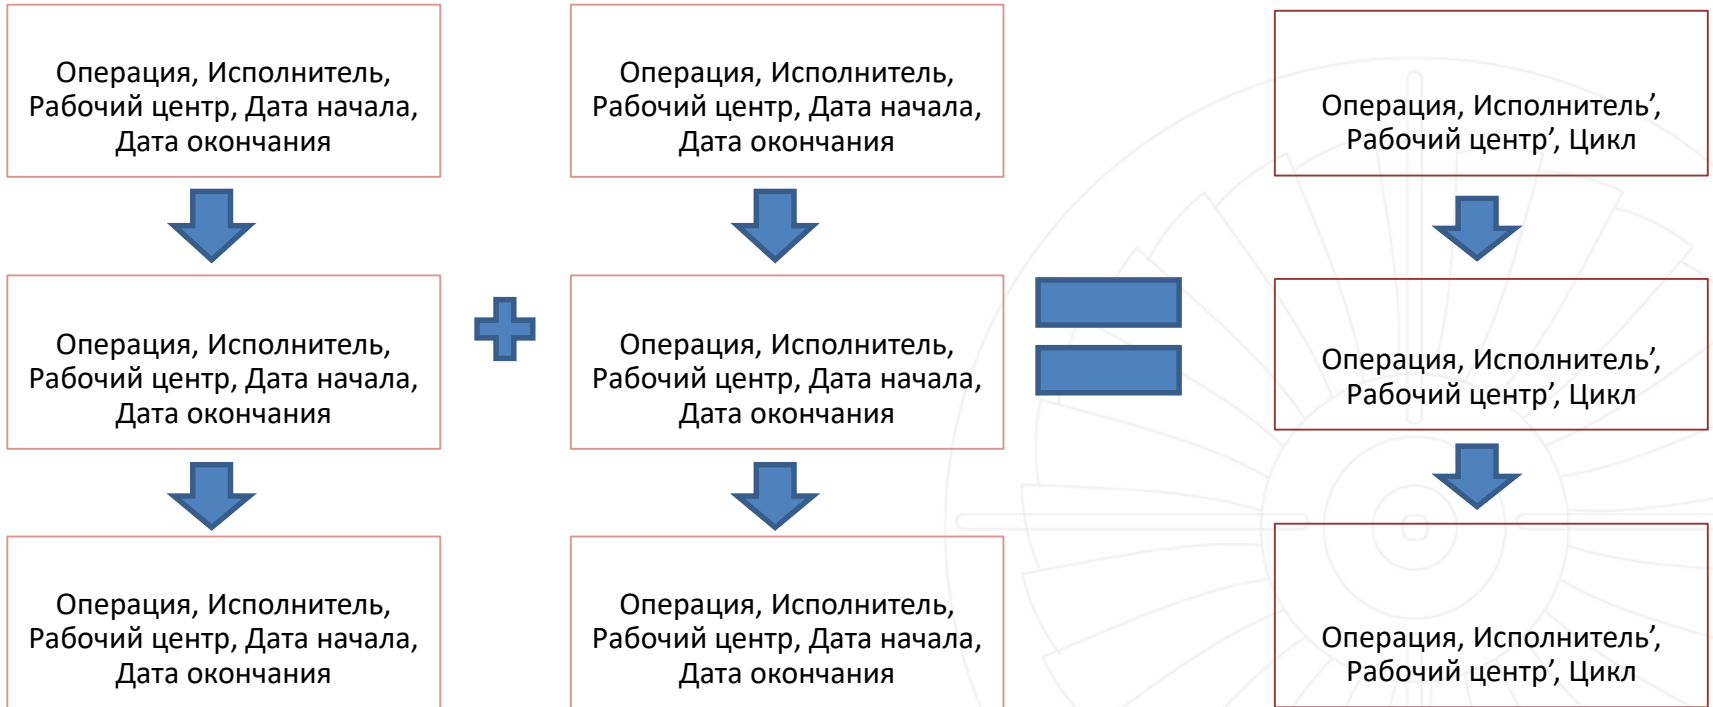 Операция, Исполнитель,
Рабочий центр, Дата начала,
Дата окончания
Операция, Исполнитель,
Рабочий центр, Дата начала,
Дата окончания
Операция, Исполнитель’,
Рабочий центр’, Цикл
Операция, Исполнитель,
Рабочий центр, Дата начала,
Дата окончания
Операция, Исполнитель,
Рабочий центр, Дата начала,
Дата окончания
Операция, Исполнитель’,
Рабочий центр’, Цикл
Операция, Исполнитель,
Рабочий центр, Дата начала,
Дата окончания
Операция, Исполнитель,
Рабочий центр, Дата начала,
Дата окончания
Операция, Исполнитель’,
Рабочий центр’, Цикл